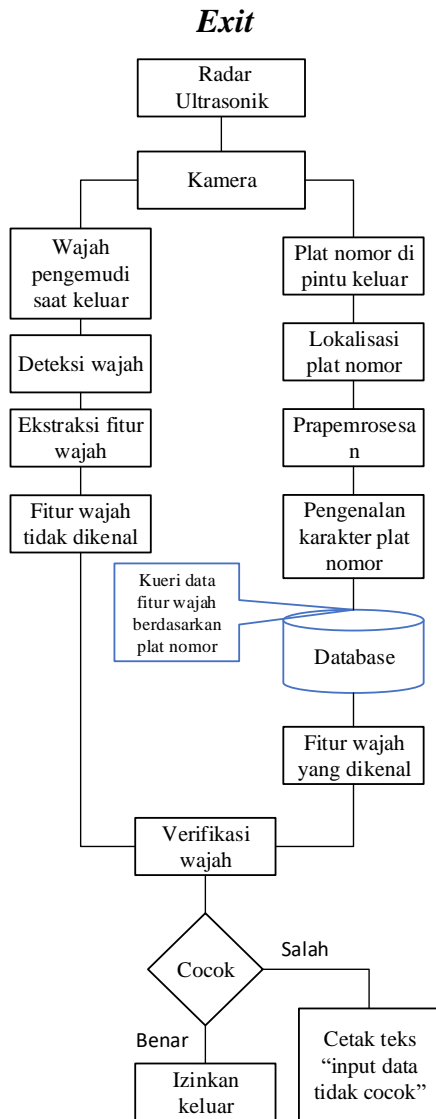 Exit
Radar
Ultrasonik
Kamera
Wajah
pengemudi
saat keluar
Deteksi wajah
Ekstraksi fitur
wajah
Fitur wajah
tidak dikenal
Plat nomor di
pintu keluar
Lokalisasi
plat nomor
Prapemrosesa
n
Pengenalan
karakter plat
nomor
Kueri data
fitur wajah
berdasarkan
plat nomor
Database
Fitur wajah
yang dikenal
Verifikasi
wajah
Cocok
Salah
Benar
Izinkan
keluar
Cetak teks
“input data
tidak cocok”